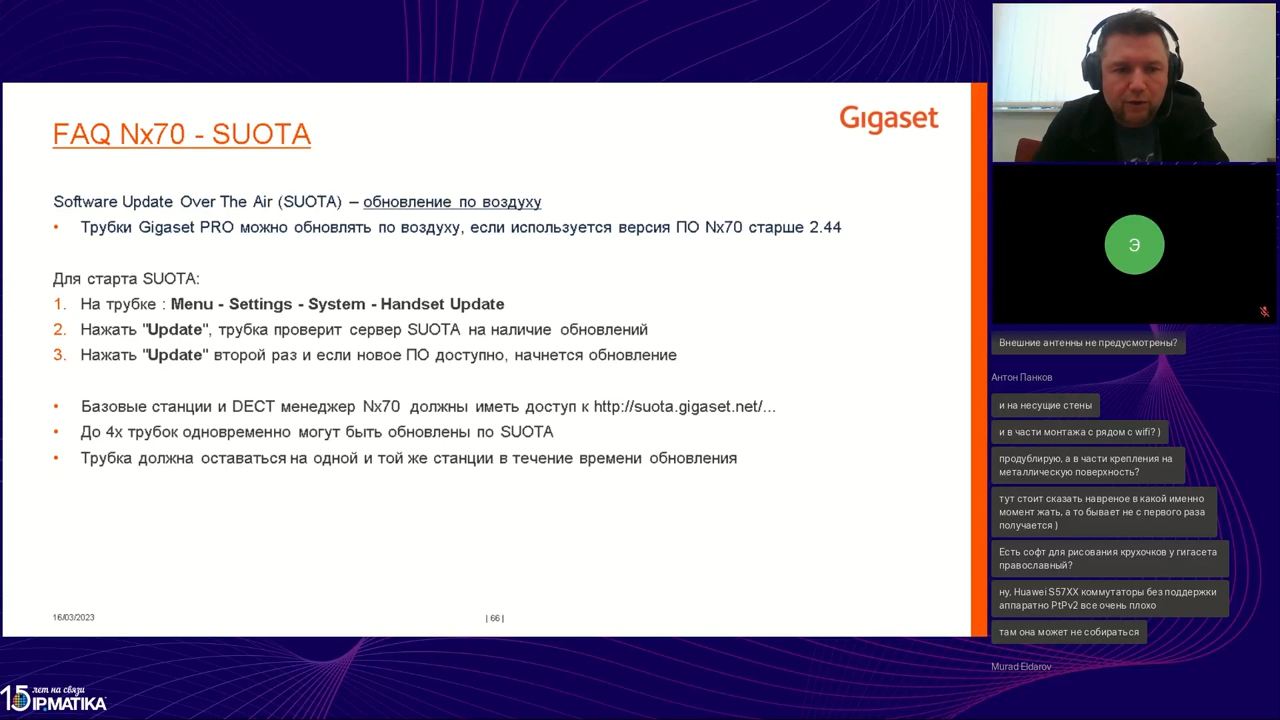 FAQ Nx70 - SUOTA
Gigaset
Software Update Over The Air (SUOTA) – обновление по воздуху
• Трубки Gigaset PRO можно обновлять по воздуху, если используется версия ПО Nx70 старше 2.44
Для старта SUOTA:
1. На трубке : Menu - Settings - System - Handset Update
2. Нажать "Update", трубка проверит сервер SUOTA на наличие обновлений
3. Нажать "Update" второй раз и если новое ПО доступно, начнется обновление
• Базовые станции и DECT менеджер Nx70 должны иметь доступ к http://suota.gigaset.net/...
• До 4х трубок одновременно могут быть обновлены по SUOTA
• Трубка должна оставаться на одной и той же станции в течение времени обновления
16/03/2023
| 66 |
15 лет на связи
IPMATIKA
Э
Внешние антенны не предусмотрены?
Антон Панков
и на несущие стены
и в части монтажа с рядом с wifi? )
продублирую, а в части крепления на
металлическую поверхность?
тут стоит сказать навреное в какой именно
момент жать, а то бывает не с первого раза
получается )
Есть софт для рисования крухочков у гигасета
православный?
ну, Huawei S57XX коммутаторы без поддержки
аппаратно PtPv2 все очень плохо
там она может не собираться
Murad Eldarov